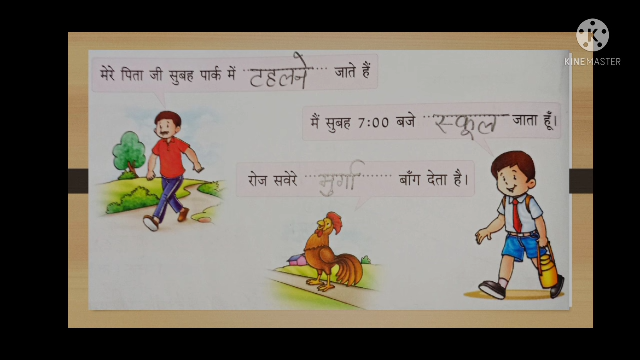 मेरे पिता जी सुबह पार्क में टहलने जाते हैं
मैं सुबह 7:00 बजे स्कूल जाता हूँ।
रोज सवेरे मुर्गा बाँग देता है।
KINEMASTER